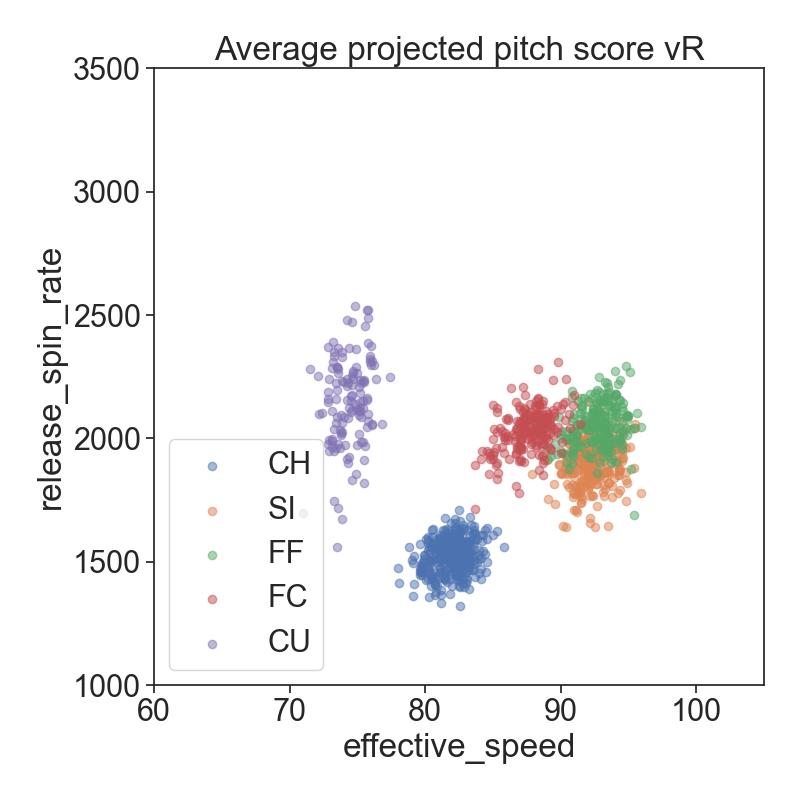 Average projected pitch score vR
3500
3000
2500
2000
1500
1000
release_spin_rate
CH
SI
FF
FC
CU
60
70
80
90
100
effective_speed